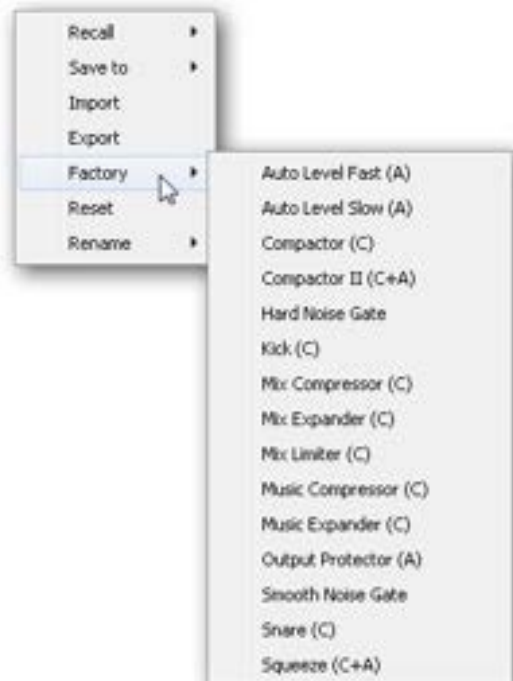 Recall
Save to
Import
Export
Factory
Reset
Rename
Auto Level Fast (A)
Auto Level Slow (A)
Compactor (C)
Compactor II (C+A)
Hard Noise Gate
Kick (C)
Mix Compressor (C)
Mix Expander (C)
Mix Limiter (C)
Music Compressor (C)
Music Expander (C)
Output Protector (A)
Smooth Noise Gate
Snare (C)
Squeeze (C+A)